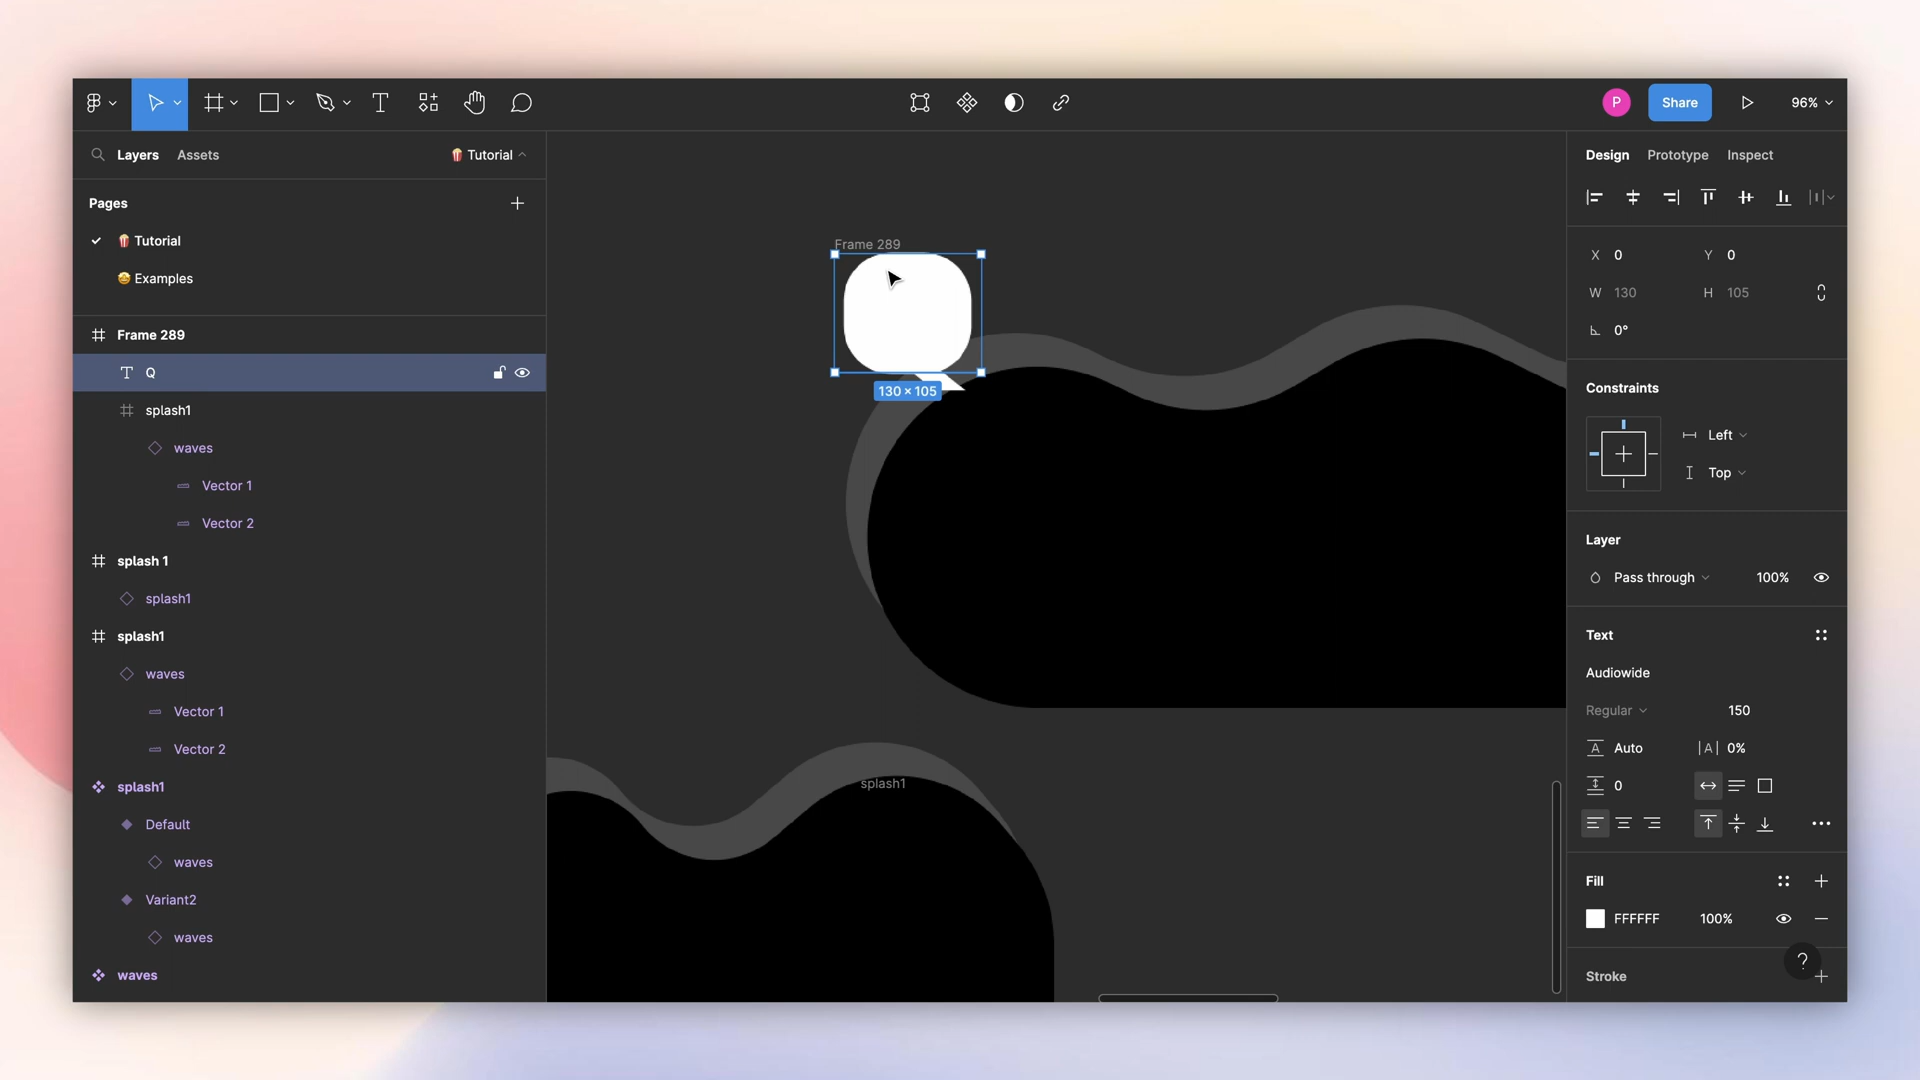 P
Share
96%
Layers
Assets
🍿 Tutorial
Pages
🍿 Tutorial
🤩 Examples
Frame 289
Q
splash1
waves
Vector 1
Vector 2
splash 1
splash1
splash1
waves
Vector 1
Vector 2
splash1
Default
waves
Variant2
waves
waves
Frame 289
130 × 105
splash1
Design
Prototype
Inspect
X 0
Y 0
W 130
H 105
0°
Constraints
Left
Top
Layer
Pass through
100%
Text
Audiowide
Regular
150
A Auto
|A| 0%
0
Fill
FFFFFF
100%
Stroke
?